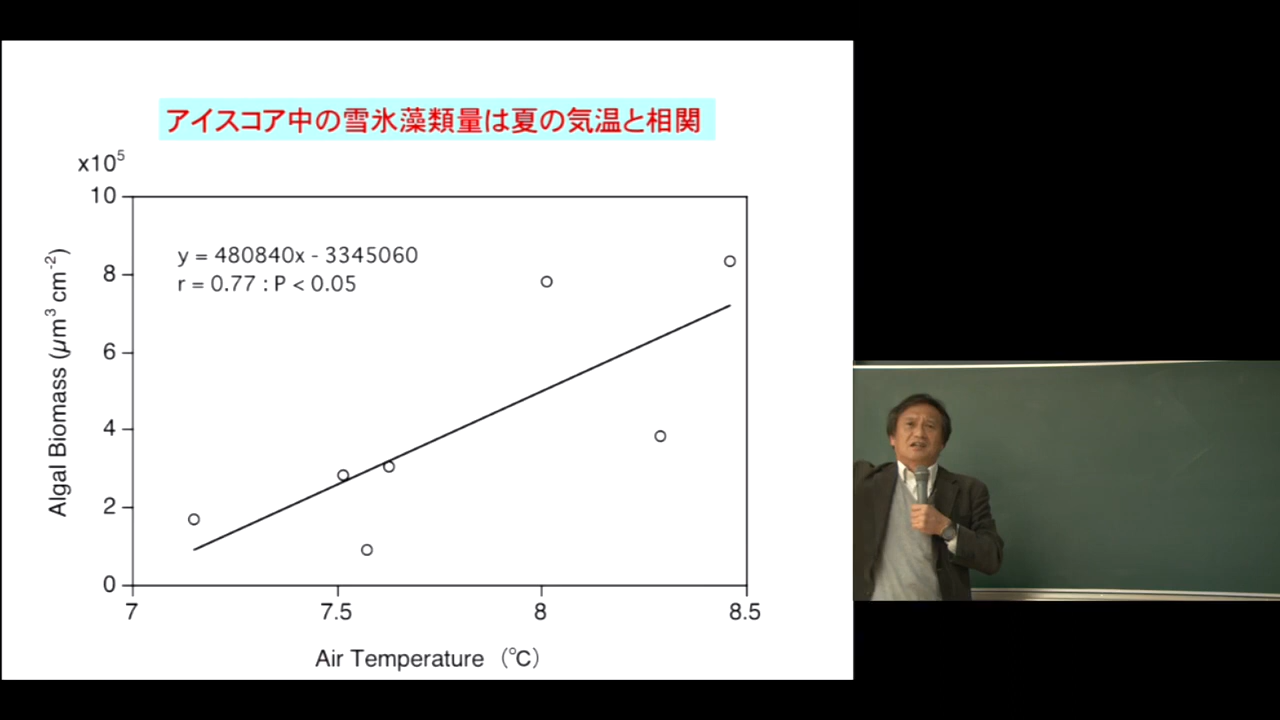 アイスコア中の雪氷藻類量は夏の気温と相関
x10⁵
10
8
6
4
2
0
Algal Biomass (µm³ cm⁻²)
y = 480840x - 3345060
r = 0.77 : P < 0.05
7 7.5 8 8.5
Air Temperature (℃)